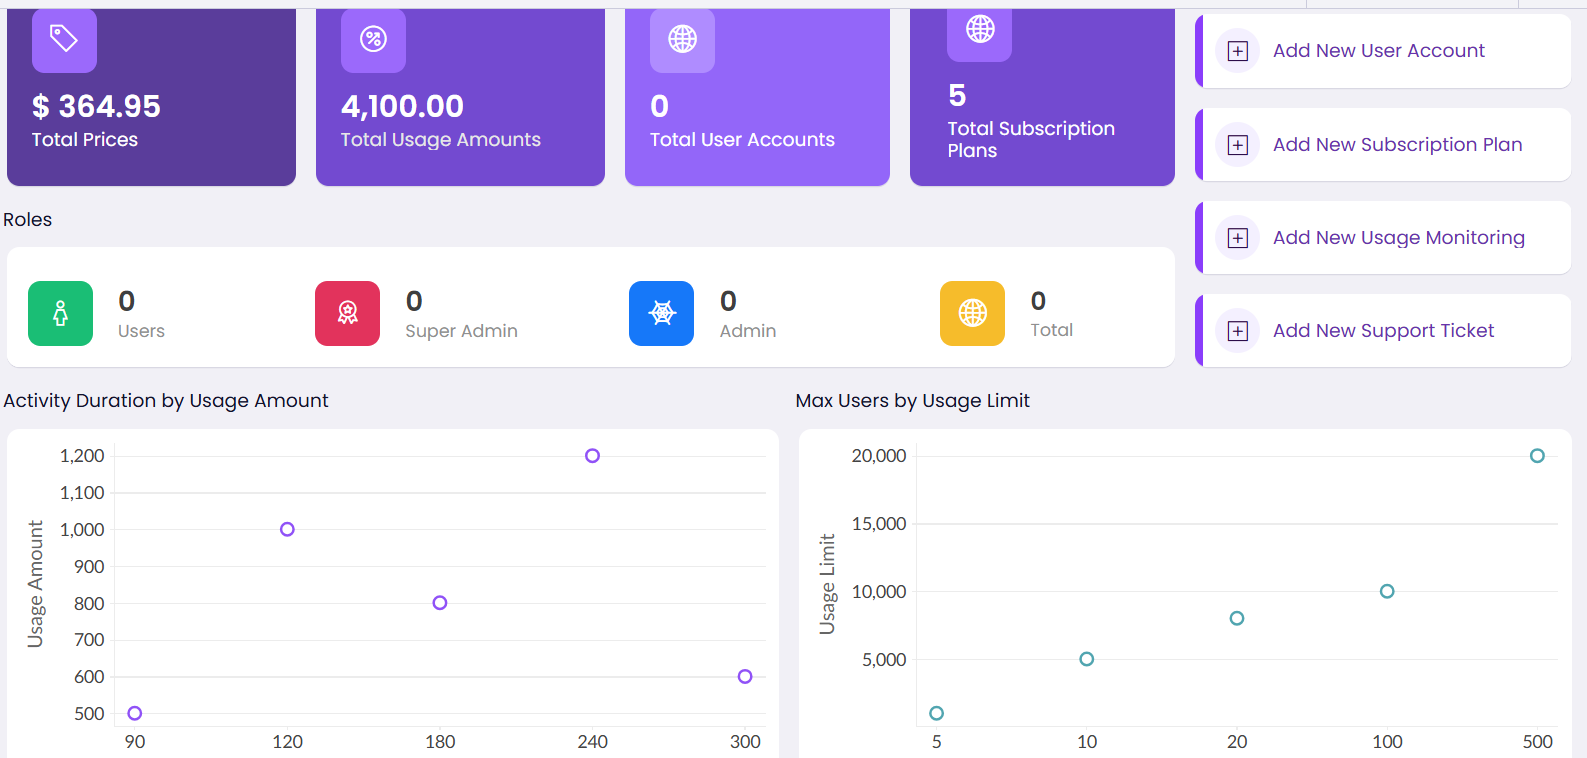 $ 364.95
Total Prices
4,100.00
Total Usage Amounts
0
Total User Accounts
5
Total Subscription
Plans
Add New User Account
Add New Subscription Plan
Add New Usage Monitoring
Add New Support Ticket
Roles
0
Users
0
Super Admin
0
Admin
0
Total
Activity Duration by Usage Amount
Usage Amount
1,200
1,100
1,000
900
800
700
600
500
90 120 180 240 300
Max Users by Usage Limit
Usage Limit
20,000
15,000
10,000
5,000
5 10 20 100 500